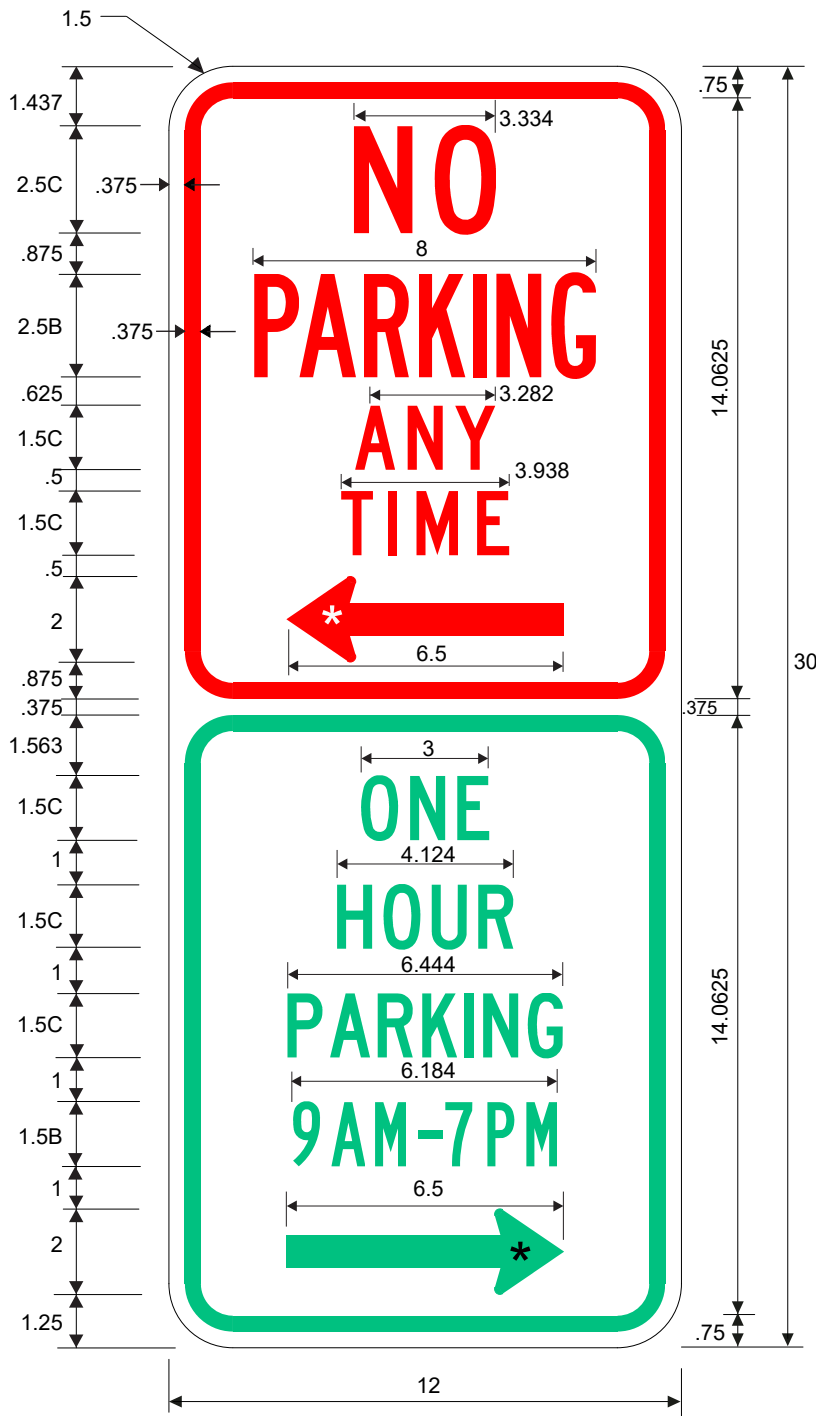 1.5
1.437
.75
3.334
NO
2.5C
.375
.875
8
PARKING
2.5B
.375
14.0625
.625
3.282
ANY
1.5C
.5
3.938
TIME
1.5C
.5
2
*
6.5
30
.875
.375
.375
1.563
3
ONE
1.5C
1
4.124
HOUR
1.5C
1
6.444
PARKING
1.5C
14.0625
1
6.184
9AM-7PM
1.5B
1
6.5
2
*
1.25
.75
12